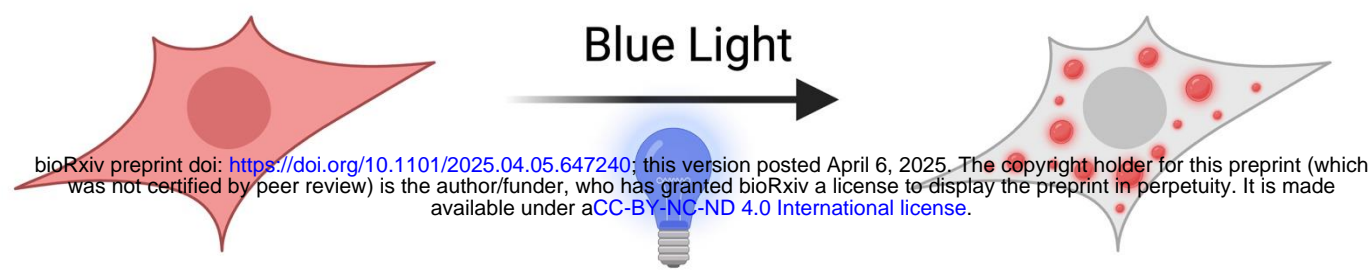 Blue Light
bioRxiv preprint doi: https://doi.org/10.1101/2025.04.05.647240; this version posted April 6, 2025. The copyright holder for this preprint (which
was not certified by peer review) is the author/funder, who has granted bioRxiv a license to display the preprint in perpetuity. It is made
available under aCC-BY-NC-ND 4.0 International license.